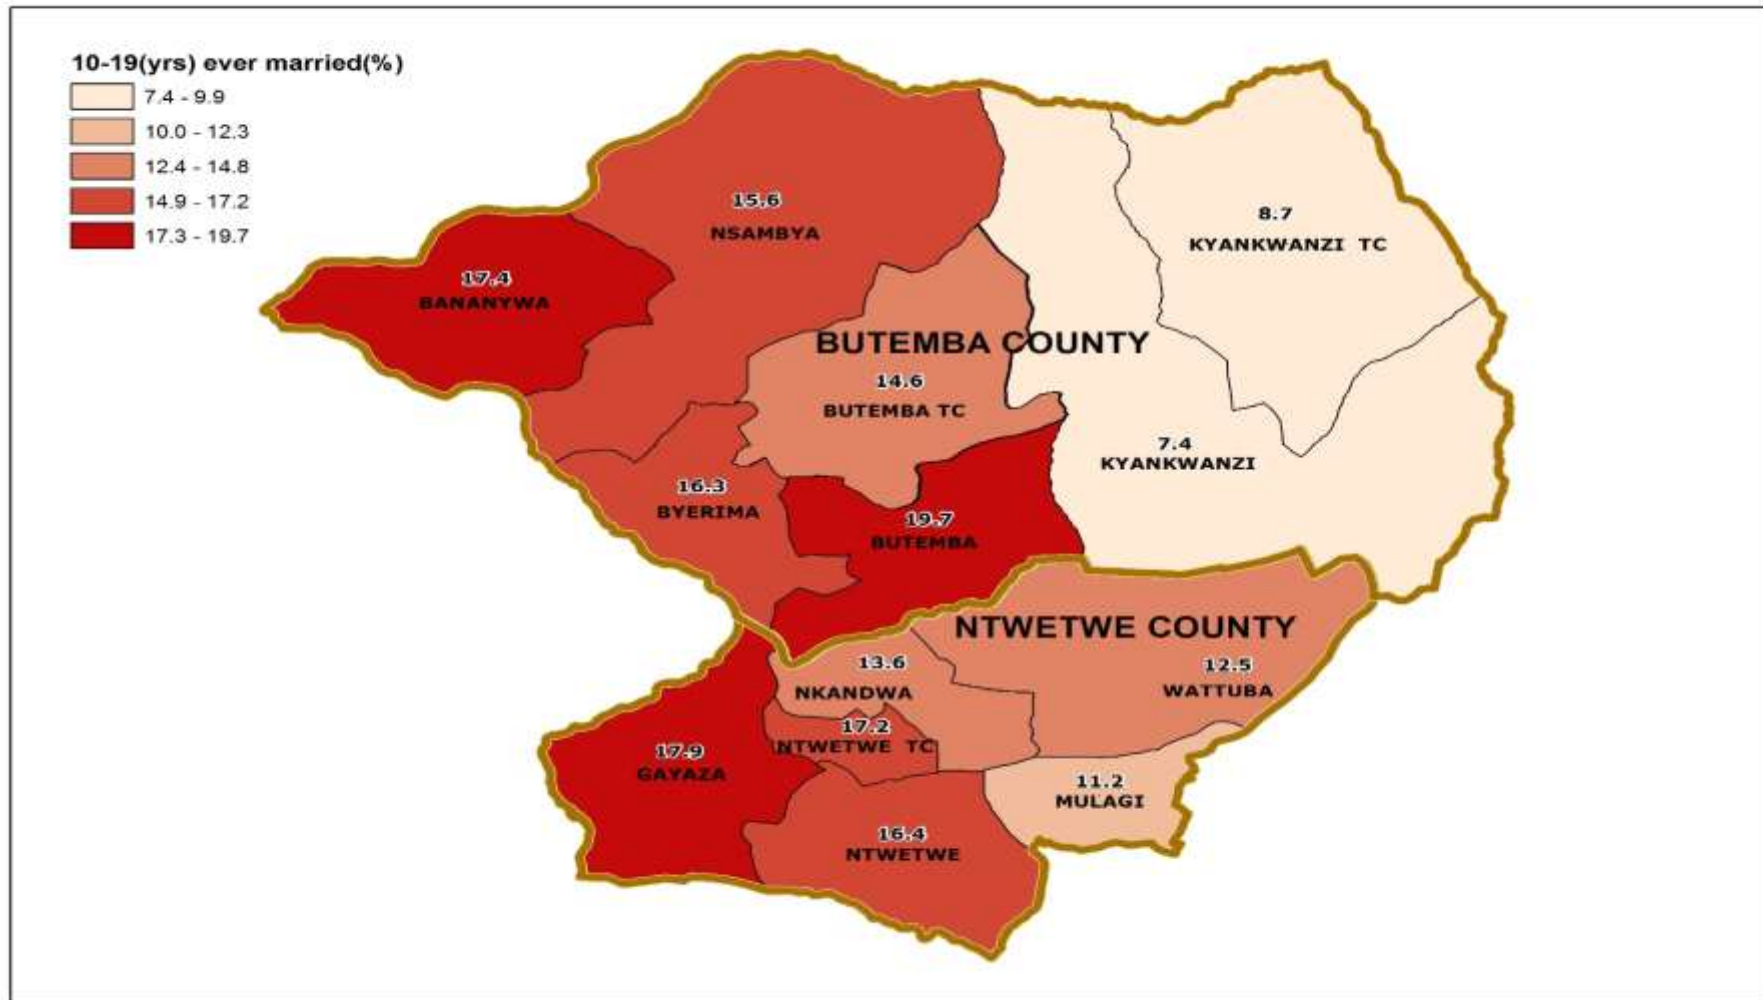 10-19(yrs) ever married(%)
7.4 - 9.9
10.0 - 12.3
12.4 - 14.8
14.9 - 17.2
17.3 - 19.7
15.6
NSAMBYA
8.7
KYANKWANZI TC
17.4
BANANYWA
BUTEMBA COUNTY
14.6
BUTEMBA TC
7.4
KYANKWANZI
16.3
BYERIMA
19.7
BUTEMBA
NTWETWE COUNTY
13.6
NKANDWA
12.5
WATTUBA
17.2
NTWETWE TC
17.9
GAYAZA
11.2
MULAGI
16.4
NTWETWE